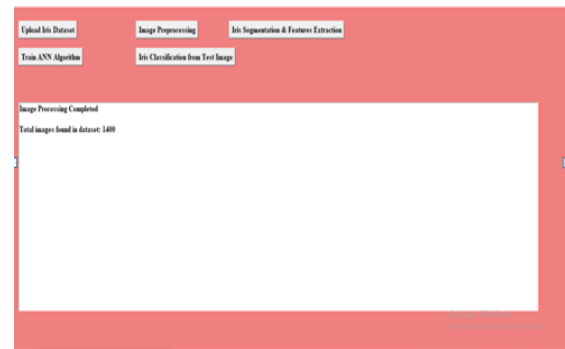 Upload Iris Dataset
Image Preprocessing
Iris Segmentation & Features Extraction
Train ANN Algorithm
Iris Classification from Test Image
Image Processing Completed
Total images found in dataset: 1400